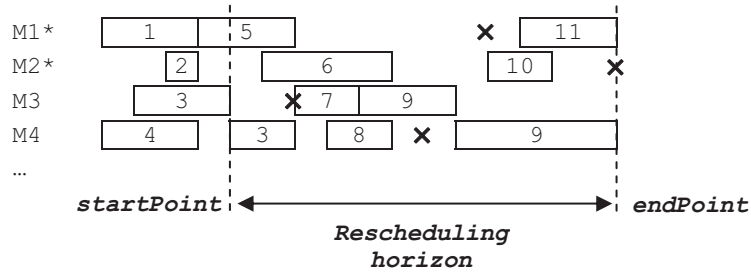 M1* 1 5 11
M2* 2 6 10
M3 3 7 9
M4 4 3 8 9
…
startPoint endPoint
Rescheduling
horizon